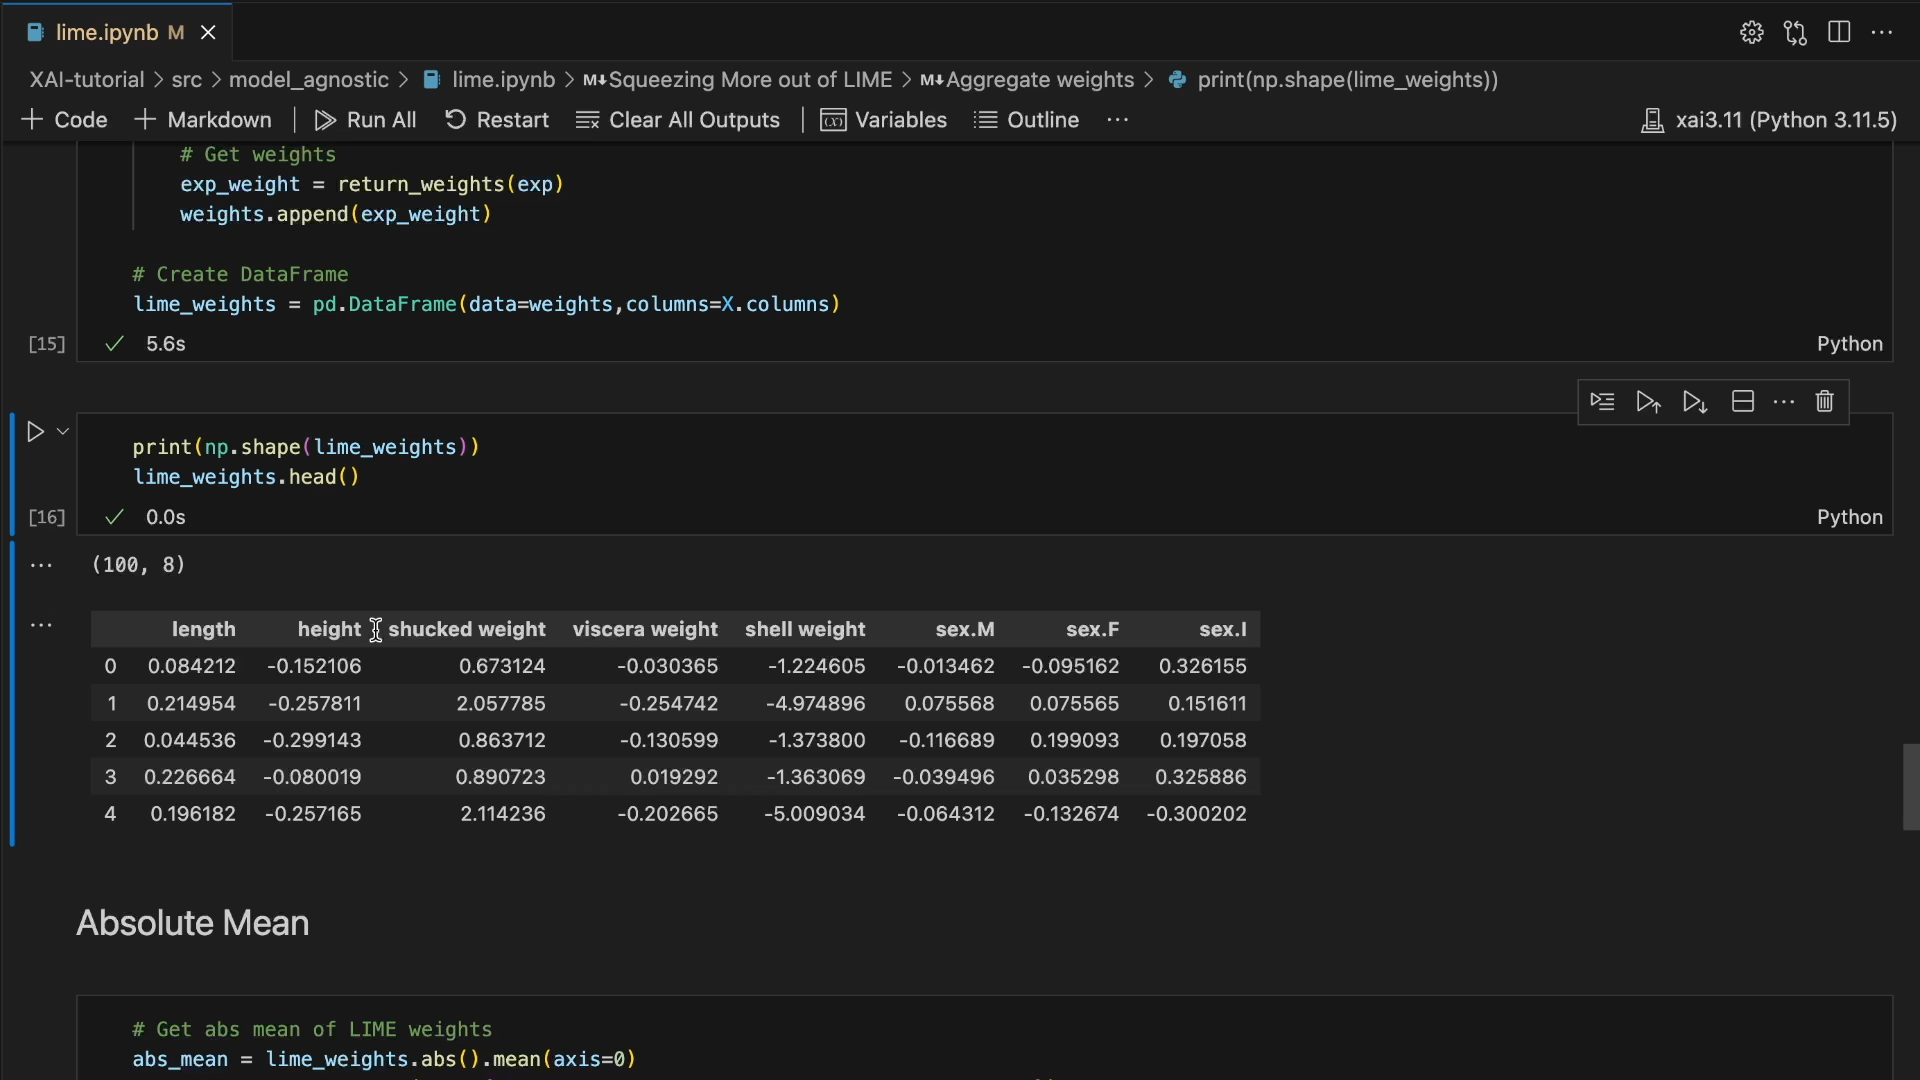 lime.ipynb M
XAI-tutorial > src > model_agnostic > lime.ipynb > M↓Squeezing More out of LIME > M↓Aggregate weights > print(np.shape(lime_weights))
+ Code + Markdown Run All Restart Clear All Outputs (x) Variables Outline ... xai3.11 (Python 3.11.5)
# Get weights
exp_weight = return_weights(exp)
weights.append(exp_weight)
# Create DataFrame
lime_weights = pd.DataFrame(data=weights,columns=X.columns)
[15] ✓ 5.6s Python
print(np.shape(lime_weights))
lime_weights.head()
[16] ✓ 0.0s Python
... (100, 8)
... length height shucked weight viscera weight shell weight sex.M sex.F sex.I
0 0.084212 -0.152106 0.673124 -0.030365 -1.224605 -0.013462 -0.095162 0.326155
1 0.214954 -0.257811 2.057785 -0.254742 -4.974896 0.075568 0.075565 0.151611
2 0.044536 -0.299143 0.863712 -0.130599 -1.373800 -0.116689 0.199093 0.197058
3 0.226664 -0.080019 0.890723 0.019292 -1.363069 -0.039496 0.035298 0.325886
4 0.196182 -0.257165 2.114236 -0.202665 -5.009034 -0.064312 -0.132674 -0.300202
Absolute Mean
# Get abs mean of LIME weights
abs_mean = lime_weights.abs().mean(axis=0)